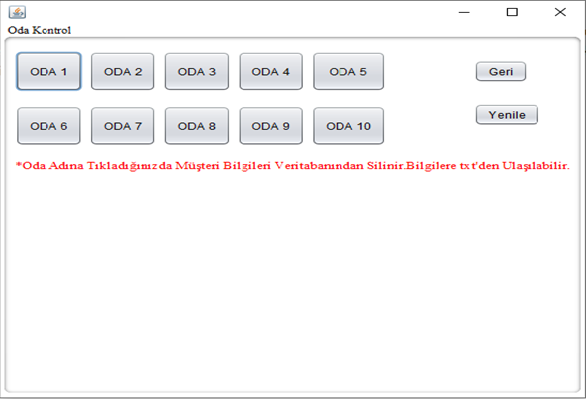 Oda Kontrol
ODA 1 ODA 2 ODA 3 ODA 4 ODA 5 Geri
ODA 6 ODA 7 ODA 8 ODA 9 ODA 10 Yenile
*Oda Adına Tıkladığınızda Müşteri Bilgileri Veritabanından Silinir.Bilgilere txt'den Ulaşılabilir.